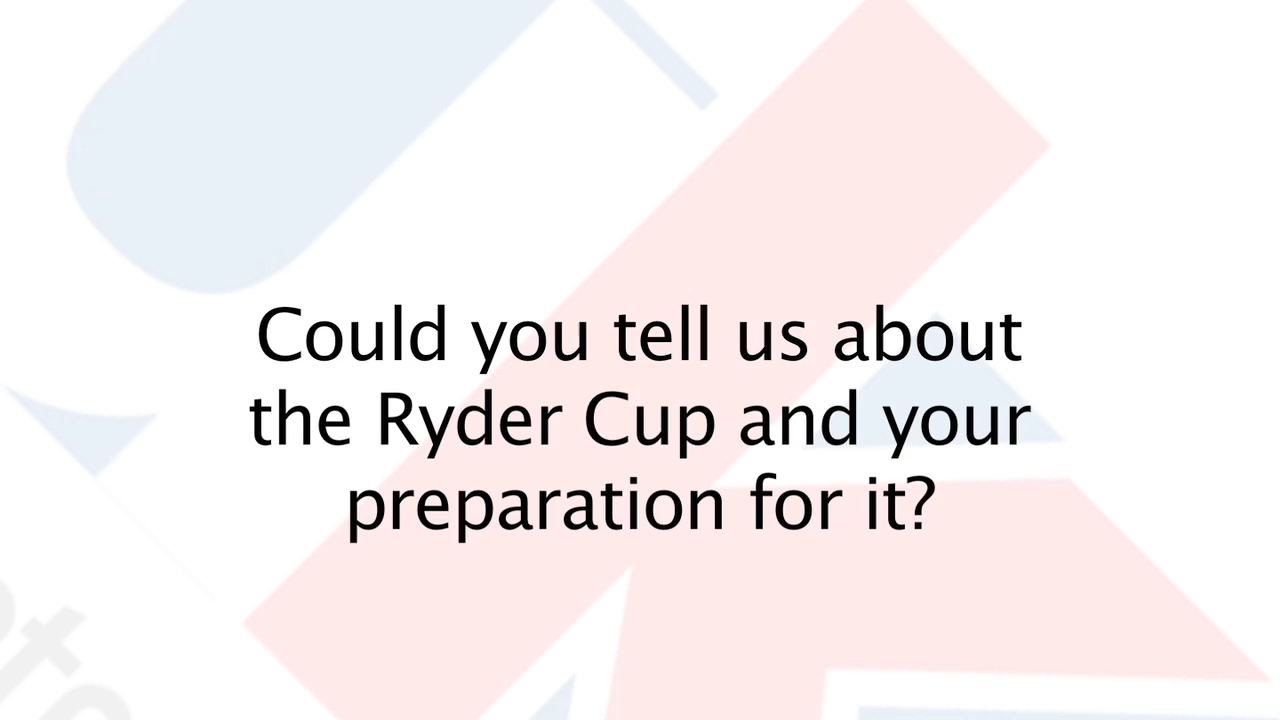 Could you tell us about
the Ryder Cup and your
preparation for it?